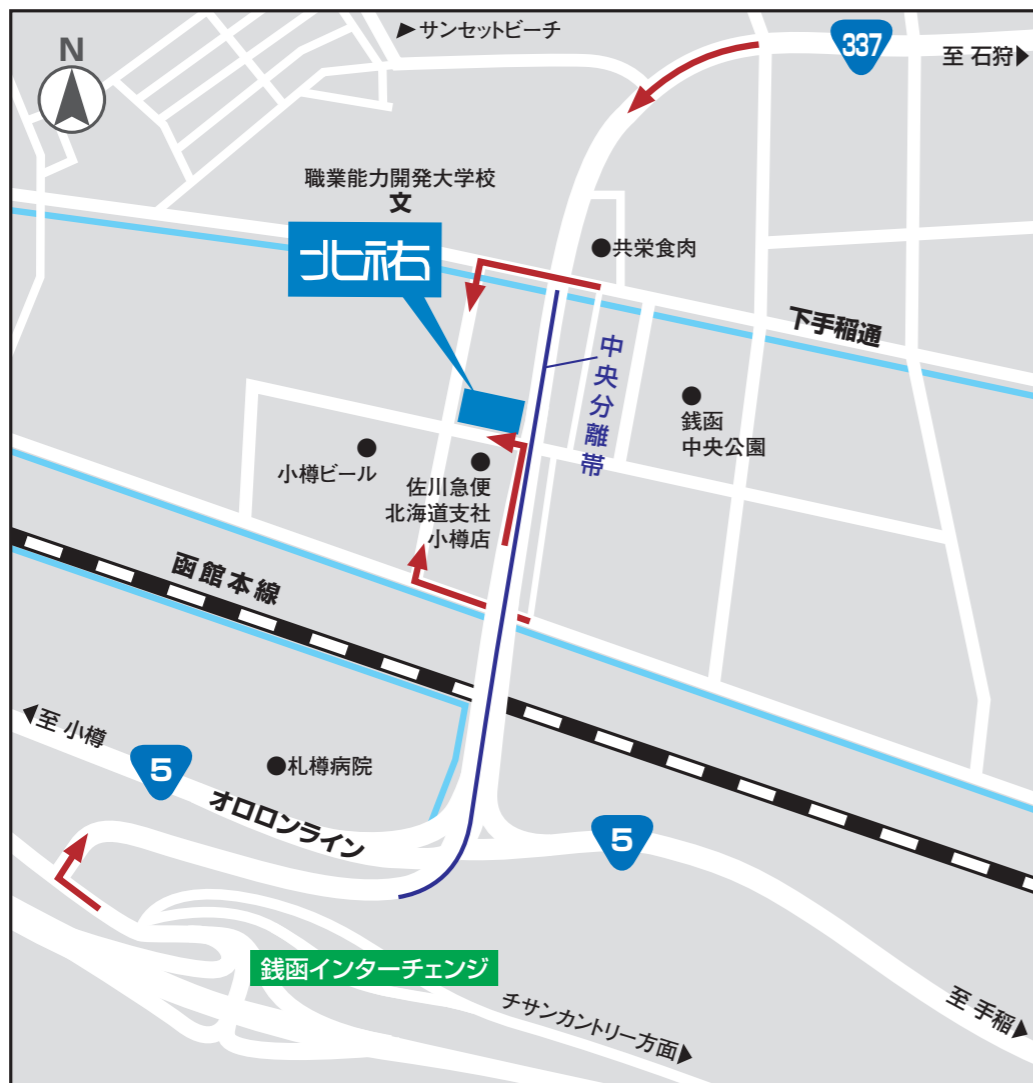 ▶サンセットビーチ
337
至 石狩▶
N
職業能力開発大学校
文
北祐
●共栄食肉
下手稲通
中央分離帯
銭函
中央公園
小樽ビール
佐川急便
北海道支社
小樽店
函館本線
◀至 小樽
5
●札樽病院
オロロンライン
5
銭函インターチェンジ
チサンカントリー方面▶
至 手稲▶